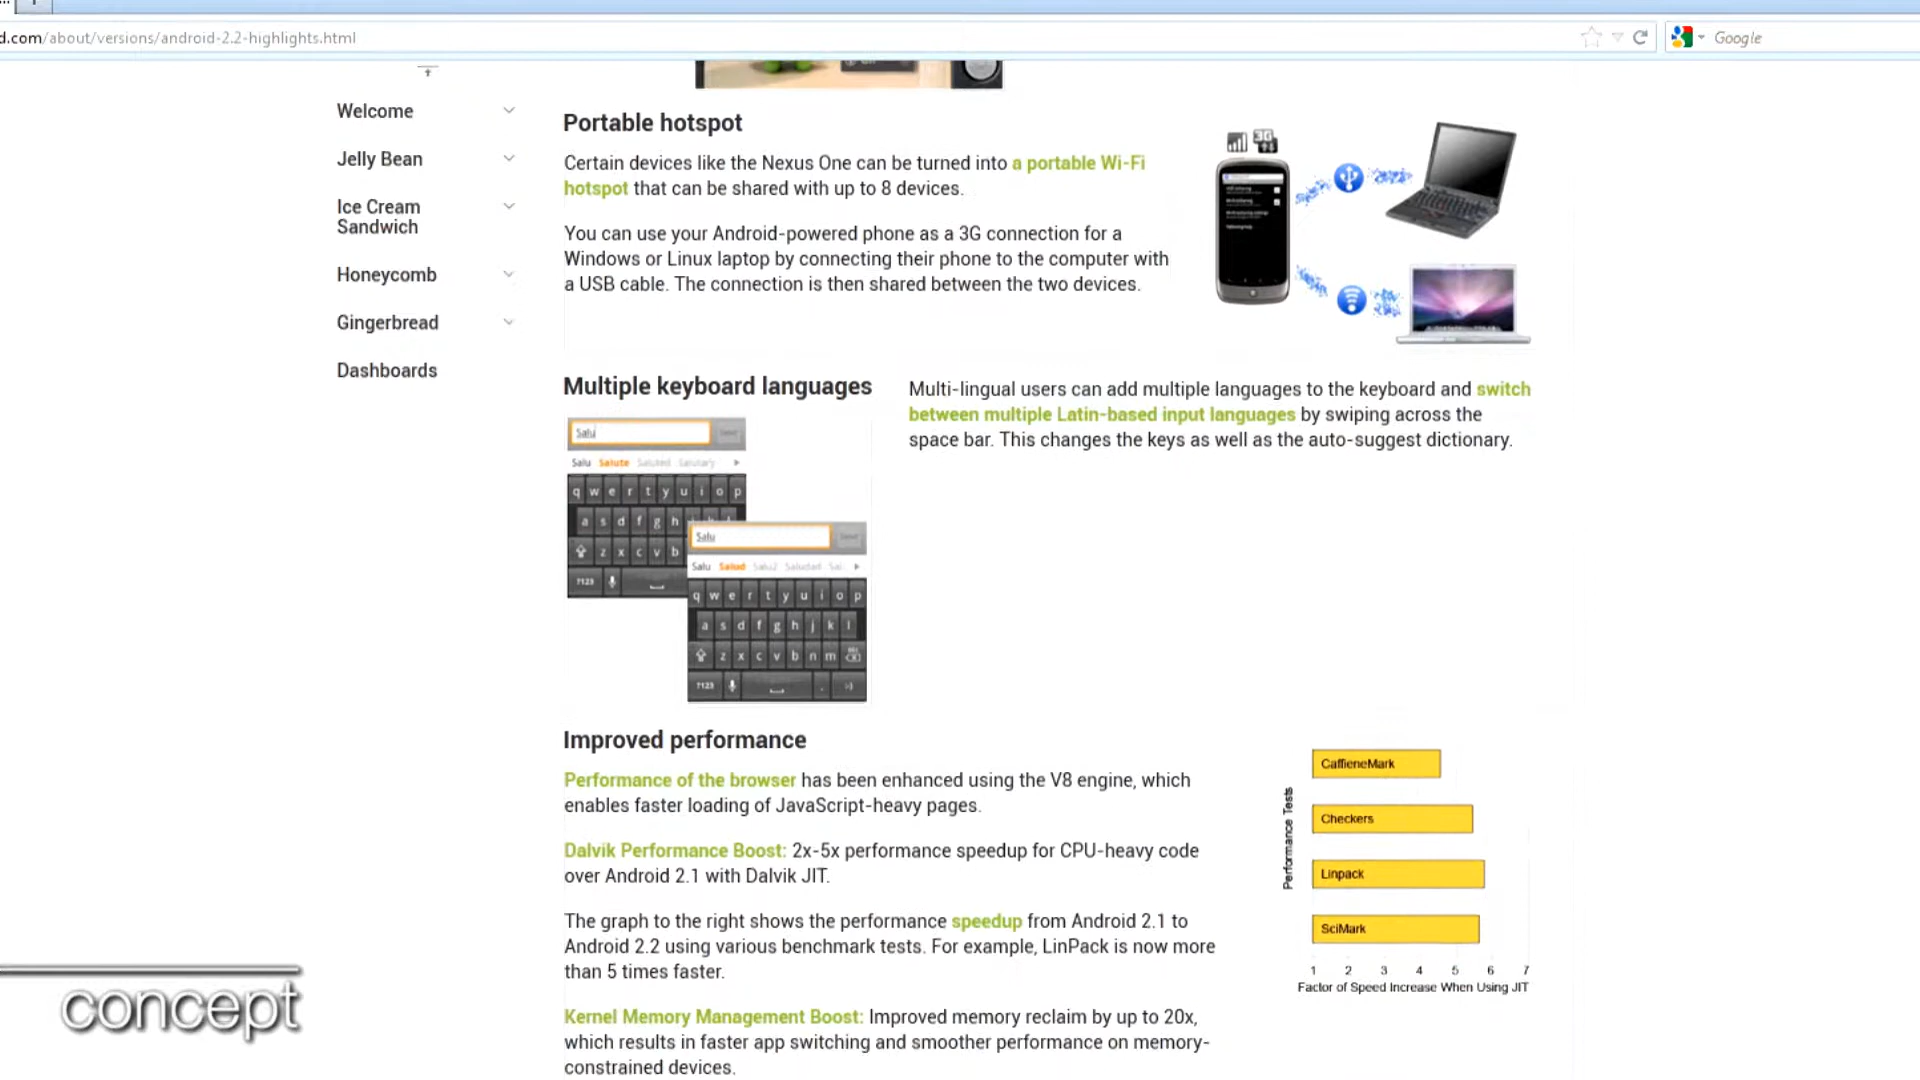 d.com/about/versions/android-2.2-highlights.html
Google
Welcome
Jelly Bean
Ice Cream
Sandwich
Honeycomb
Gingerbread
Dashboards
Portable hotspot
Certain devices like the Nexus One can be turned into a portable Wi-Fi
hotspot that can be shared with up to 8 devices.
You can use your Android-powered phone as a 3G connection for a
Windows or Linux laptop by connecting their phone to the computer with
a USB cable. The connection is then shared between the two devices.
3G
Multiple keyboard languages
Multi-lingual users can add multiple languages to the keyboard and switch
between multiple Latin-based input languages by swiping across the
space bar. This changes the keys as well as the auto-suggest dictionary.
Salu
Salu Salute Saluted Salutary
q w e r t y u i o p
a s d f g h
z x c v b
?123
Salu
Salu Salud Salu2 Saludad Sal
q w e r t y u i o p
a s d f g h j k l
z x c v b n m
?123 . :-)
Improved performance
Performance of the browser has been enhanced using the V8 engine, which
enables faster loading of JavaScript-heavy pages.
Dalvik Performance Boost: 2x-5x performance speedup for CPU-heavy code
over Android 2.1 with Dalvik JIT.
The graph to the right shows the performance speedup from Android 2.1 to
Android 2.2 using various benchmark tests. For example, LinPack is now more
than 5 times faster.
Kernel Memory Management Boost: Improved memory reclaim by up to 20x,
which results in faster app switching and smoother performance on memory-
constrained devices.
Performance Tests
CaffieneMark
Checkers
Linpack
SciMark
1 2 3 4 5 6 7
Factor of Speed Increase When Using JIT
concept